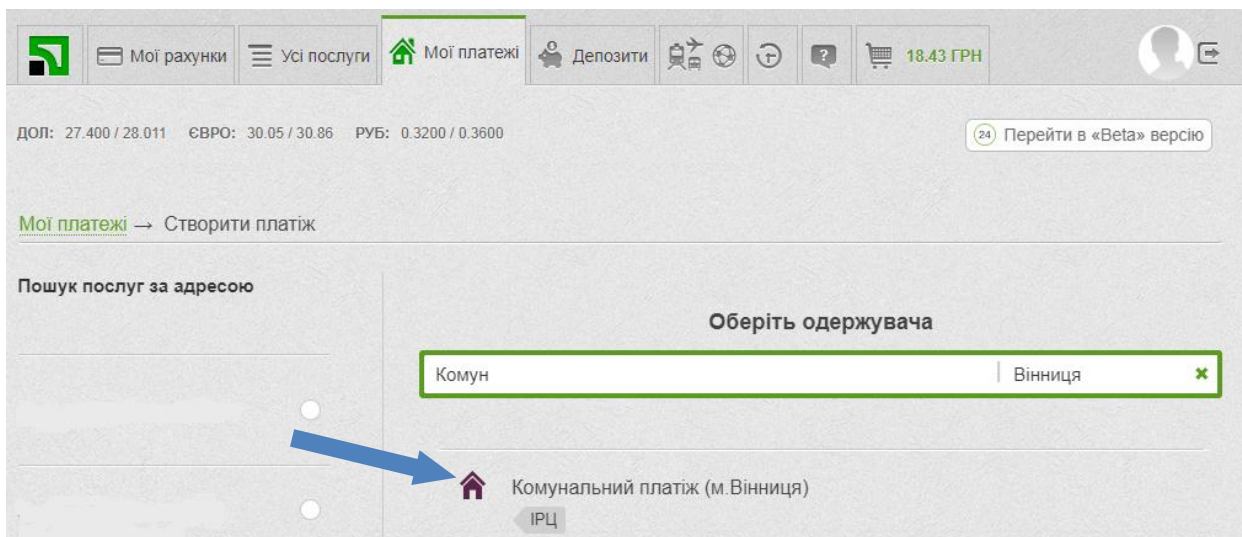 Мої рахунки Усі послуги Мої платежі Депозити 18.43 ГРН
ДОЛ: 27.400 / 28.011 ЄВРО: 30.05 / 30.86 РУБ: 0.3200 / 0.3600
24 Перейти в «Beta» версію
Мої платежі → Створити платіж
Пошук послуг за адресою
Оберіть одержувача
Комун Вінниця
Комунальний платіж (м.Вінниця)
ІРЦ